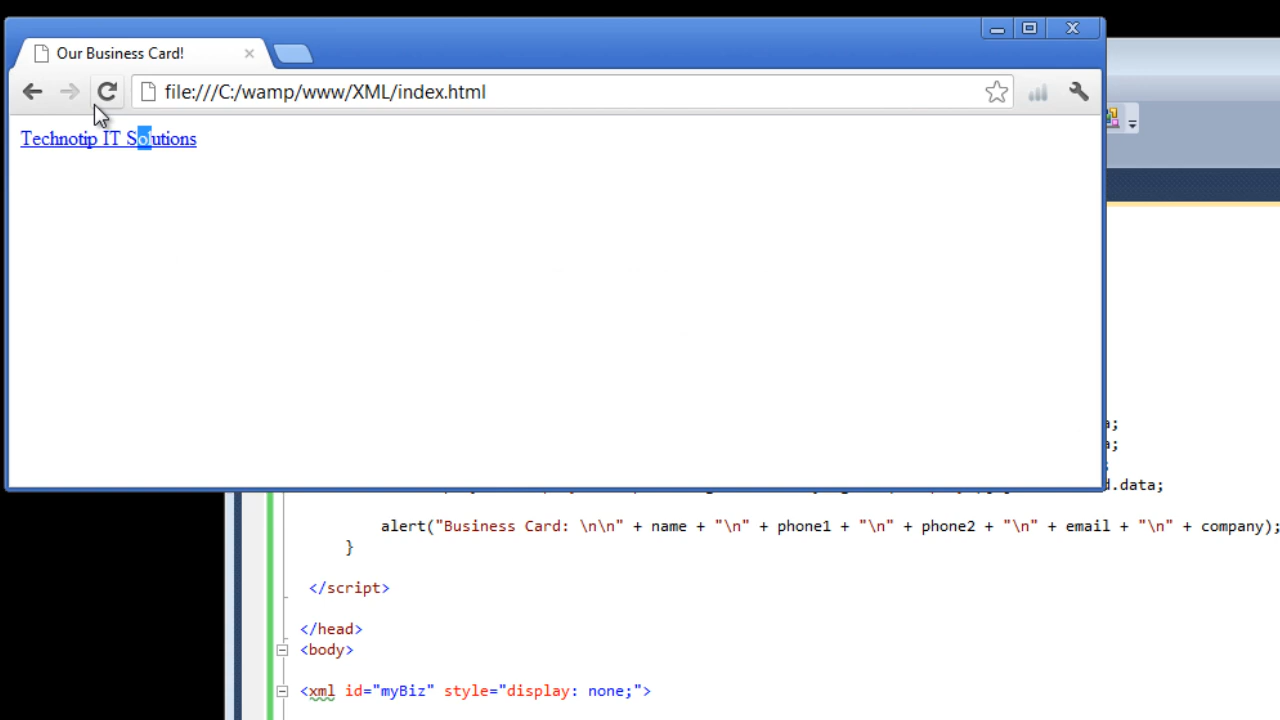 Our Business Card!
file:///C:/wamp/www/XML/index.html
Technotip IT Solutions
a;
a;
;
d.data;
alert("Business Card: \n\n" + name + "\n" + phone1 + "\n" + phone2 + "\n" + email + "\n" + company);
}
</script>
</head>
<body>
<xml id="myBiz" style="display: none;">